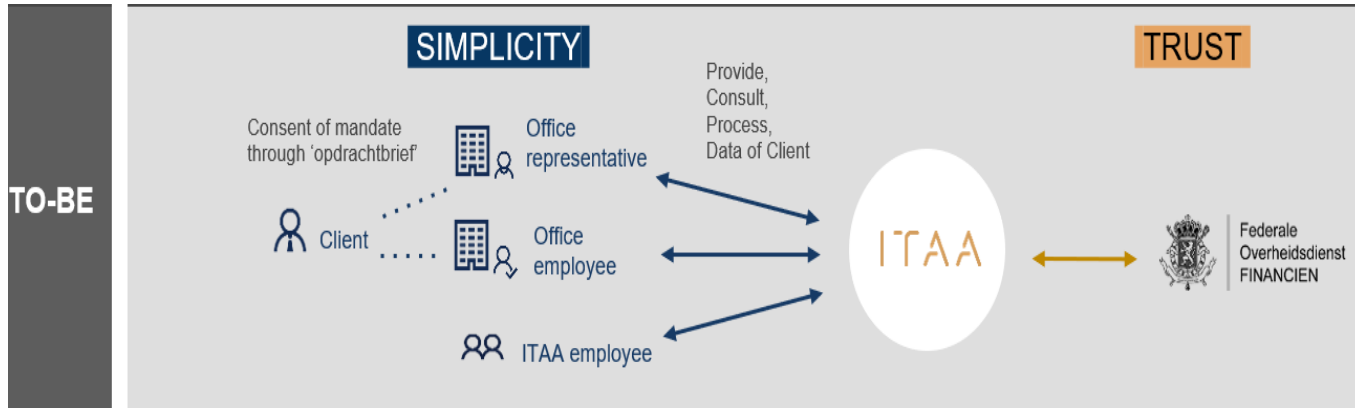 TO-BE
SIMPLICITY
TRUST
Consent of mandate
through ‘opdrachtbrief’
Provide,
Consult,
Process,
Data of Client
Office
representative
Client
Office
employee
ITAA employee
ITAA
Federale
Overheidsdienst
FINANCIEN